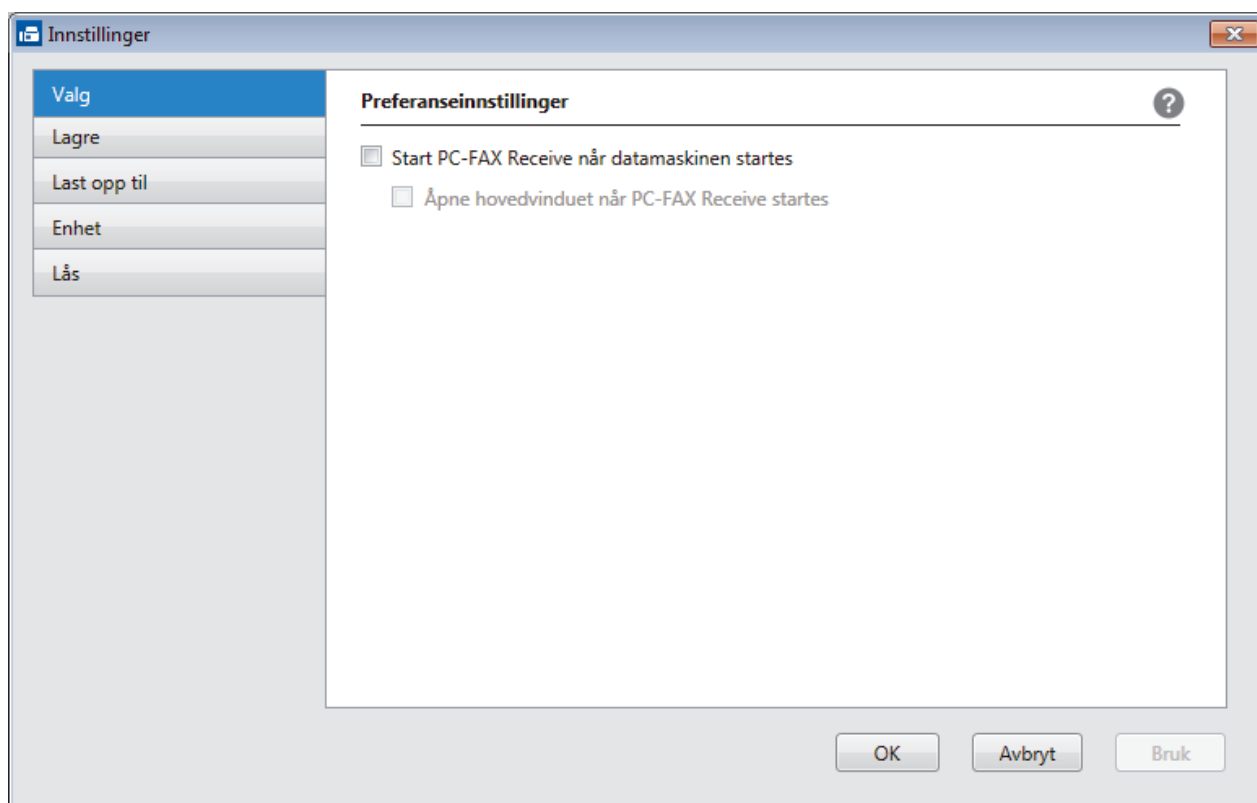 Innstillinger
Valg
Lagre
Last opp til
Enhet
Lås
Preferanseinnstillinger
?
Start PC-FAX Receive når datamaskinen startes
Åpne hovedvinduet når PC-FAX Receive startes
OK
Avbryt
Bruk